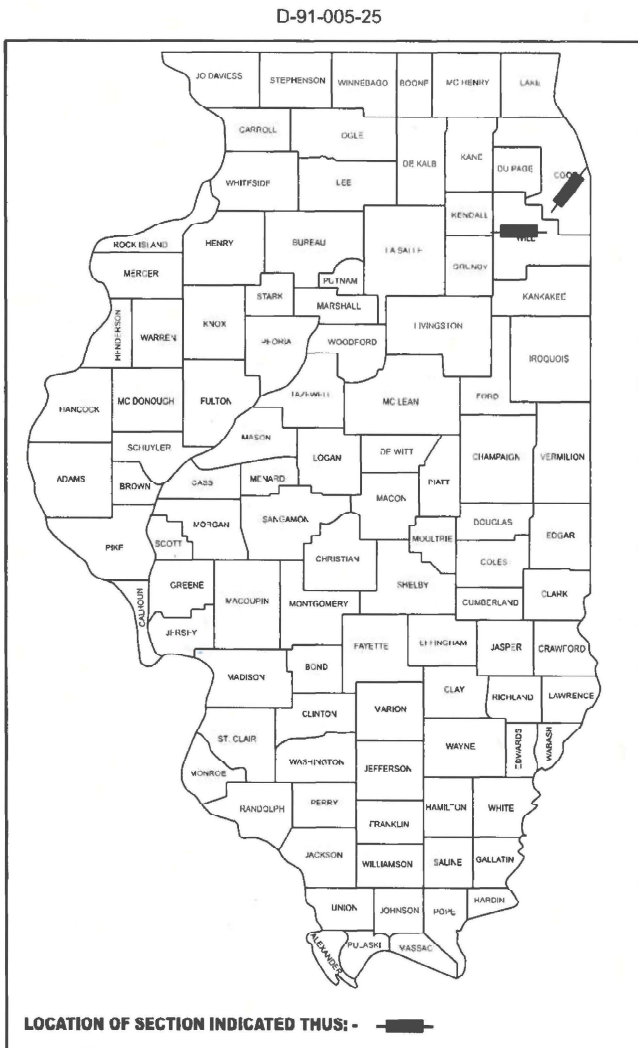 D-91-005-25
JO DAVIESS STEPHENSON WINNEBAGO BOONE MC HENRY LAKE
CARROLL OGLE
DE KALB KANE DU PAGE COOK
WHITESIDE LEE
KENDALL WILL
ROCK ISLAND HENRY BUREAU LA SALLE GRUNDY
MERCER PUTNAM
STARK MARSHALL KANKAKEE
HENDERSON WARREN KNOX LIVINGSTON
PEORIA WOODFORD IROQUOIS
TAZEWELL FORD
HANCOCK MC DONOUGH FULTON MC LEAN
MASON
SCHUYLER LOGAN DE WITT CHAMPAIGN VERMILION
ADAMS BROWN CASS MENARD PIATT
MACON
MORGAN SANGAMON DOUGLAS
PIKE SCOTT MOULTRIE EDGAR
CHRISTIAN COLES
GREENE SHELBY
CALHOUN MACOUPIN MONTGOMERY CUMBERLAND CLARK
JERSEY
FAYETTE EFFINGHAM JASPER CRAWFORD
BOND
MADISON CLAY
RICHLAND LAWRENCE
CLINTON MARION
ST. CLAIR WAYNE EDWARDS WABASH
WASHINGTON JEFFERSON
MONROE
RANDOLPH PERRY HAMILTON WHITE
FRANKLIN
JACKSON WILLIAMSON SALINE GALLATIN
UNION JOHNSON POPE HARDIN
ALEXANDER PULASKI MASSAC
LOCATION OF SECTION INDICATED THUS: -